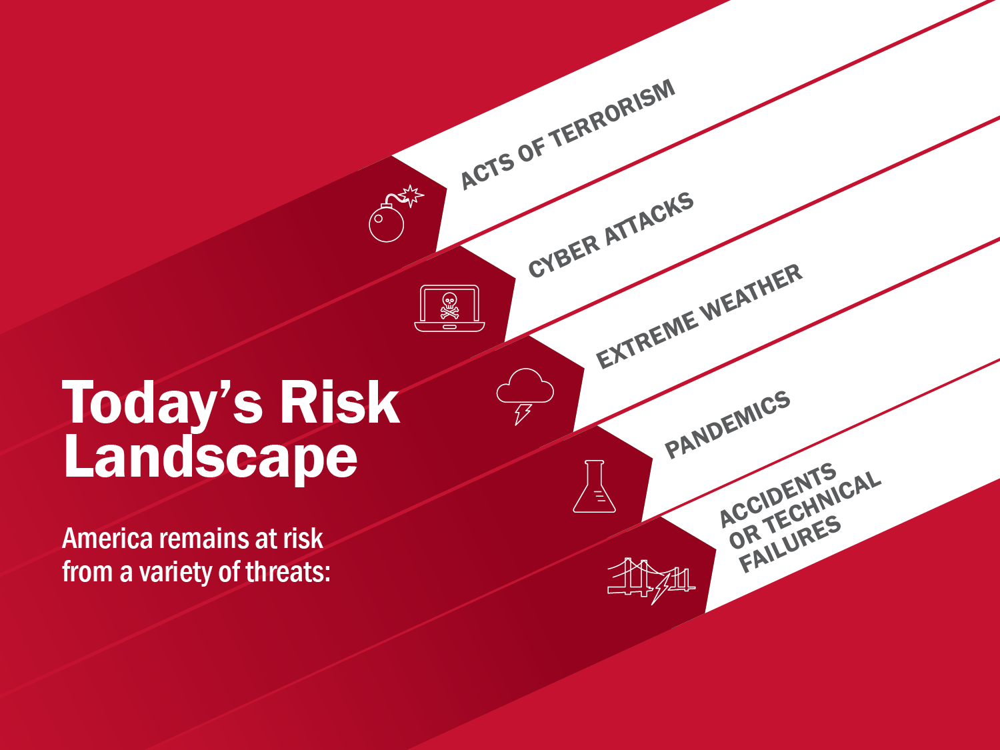 Today’s Risk
Landscape
America remains at risk
from a variety of threats:
ACTS OF TERRORISM
CYBER ATTACKS
EXTREME WEATHER
PANDEMICS
ACCIDENTS
OR TECHNICAL
FAILURES